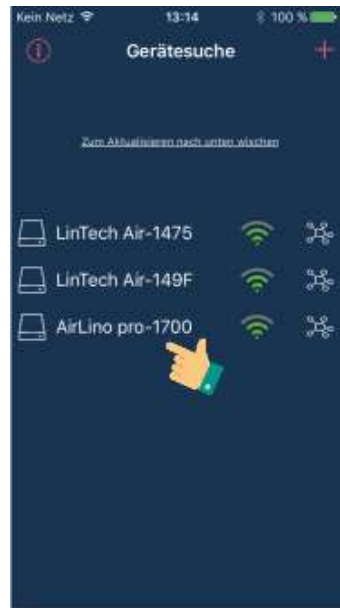 Kein Netz 13:14 100 %
Gerätesuche
Zum Aktualisieren nach unten wischen
LinTech Air-1475
LinTech Air-149F
AirLino pro-1700